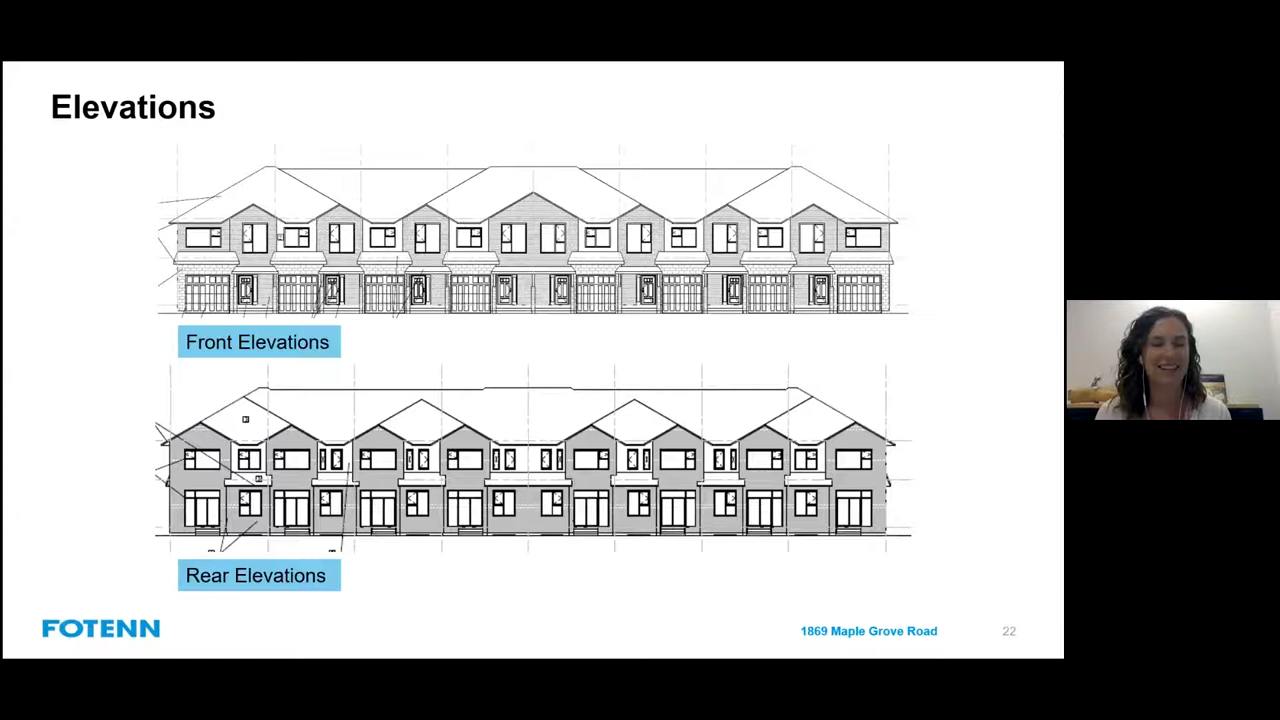 Elevations
Front Elevations
Rear Elevations
FOTENN
1869 Maple Grove Road
22